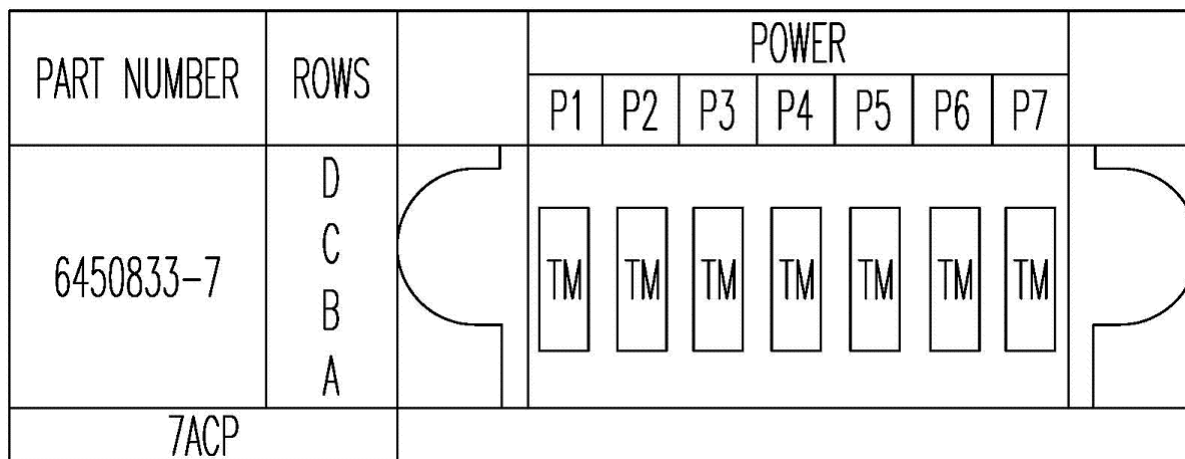 PART NUMBER ROWS POWER
P1 P2 P3 P4 P5 P6 P7
6450833-7
D
C
B
A
TM TM TM TM TM TM TM
7ACP